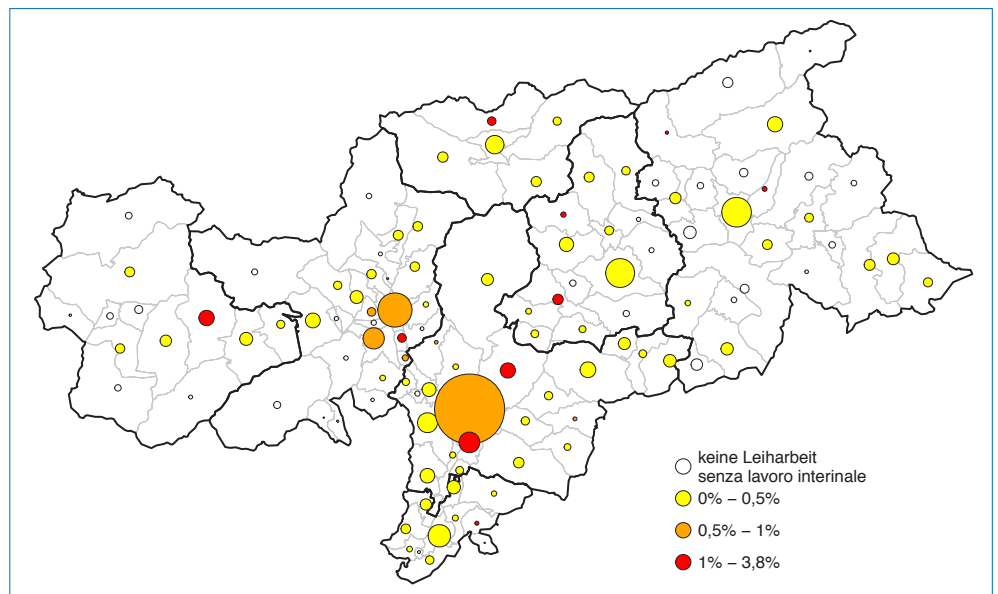 keine Leiharbeit
senza lavoro interinale
0% – 0,5%
0,5% – 1%
1% – 3,8%